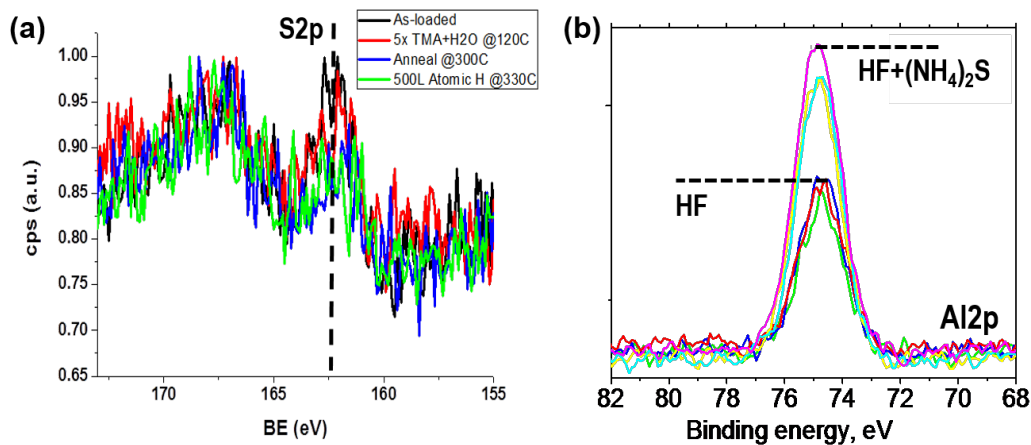 (a)
S2p
As-loaded
5x TMA+H2O @120C
Anneal @300C
500L Atomic H @330C
1.00
0.95
0.90
0.85
0.80
0.75
0.70
0.65
cps (a.u.)
170
165
160
155
BE (eV)
(b)
HF+(NH₄)₂S
HF
Al2p
82
80
78
76
74
72
70
68
Binding energy, eV